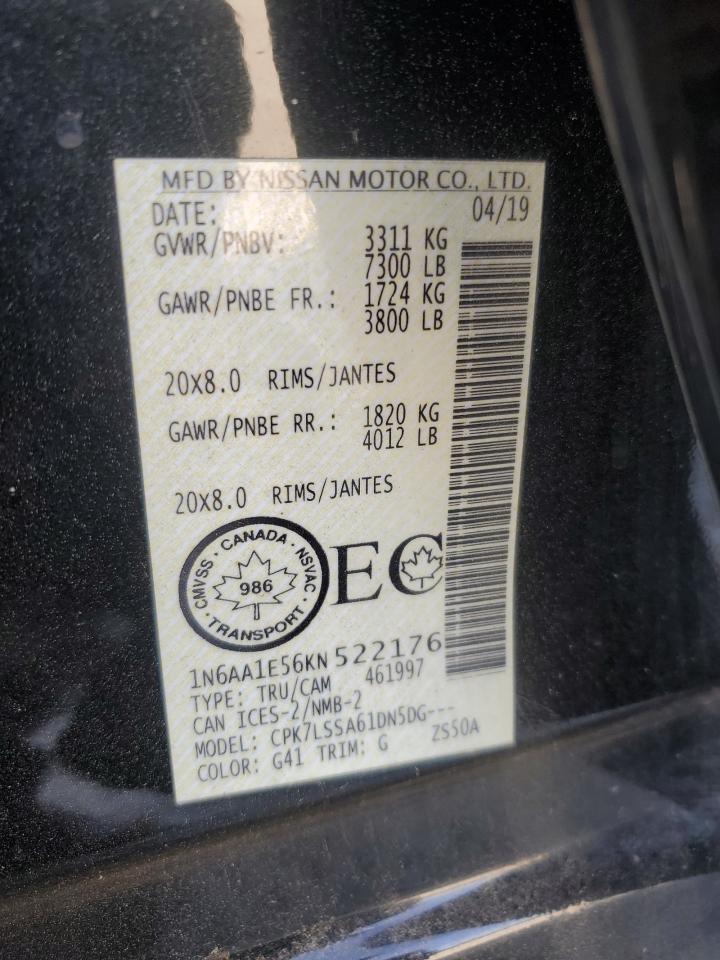 MFD BY NISSAN MOTOR CO., LTD.
DATE: 04/19
GVWR/PNBV: 3311 KG
7300 LB
GAWR/PNBE FR.: 1724 KG
3800 LB
20X8.0 RIMS/JANTES
GAWR/PNBE RR.: 1820 KG
4012 LB
20X8.0 RIMS/JANTES
CMVSS · CANADA · NSVAC · TRANSPORT ·
986
EC
1N6AA1E56KN522176
TYPE: TRU/CAM 461997
CAN ICES-2/NMB-2
MODEL: CPK7LSSA61DN5DG---
COLOR: G41 TRIM: G ZS50A